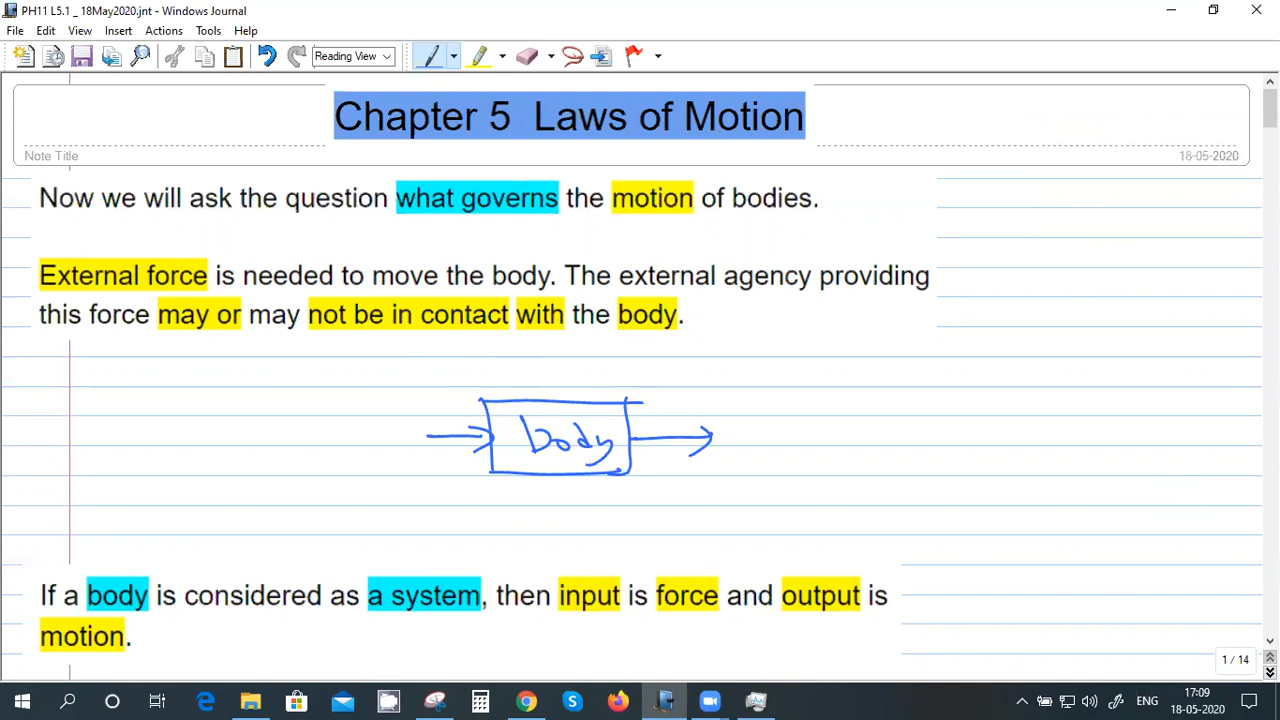 PH11 L5.1 _ 18May2020.jnt - Windows Journal
File Edit View Insert Actions Tools Help
Reading View
Chapter 5 Laws of Motion
Note Title
18-05-2020
Now we will ask the question what governs the motion of bodies.
External force is needed to move the body. The external agency providing
this force may or may not be in contact with the body.
body
If a body is considered as a system, then input is force and output is
motion.
1 / 14
ENG
17:09
18-05-2020